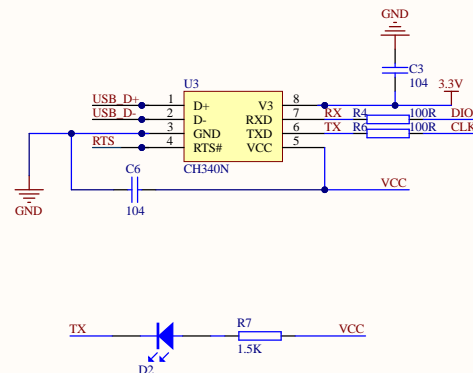 GND
C3
104
3.3V
U3
USB_D+ 1 D+ V3 8
USB_D- 2 D- RXD 7 RX R4 100R DIO
3 GND TXD 6 TX R6 100R CLK
RTS 4 RTS# VCC 5
CH340N
C6
104
VCC
GND
TX R7 VCC
1.5K
D2